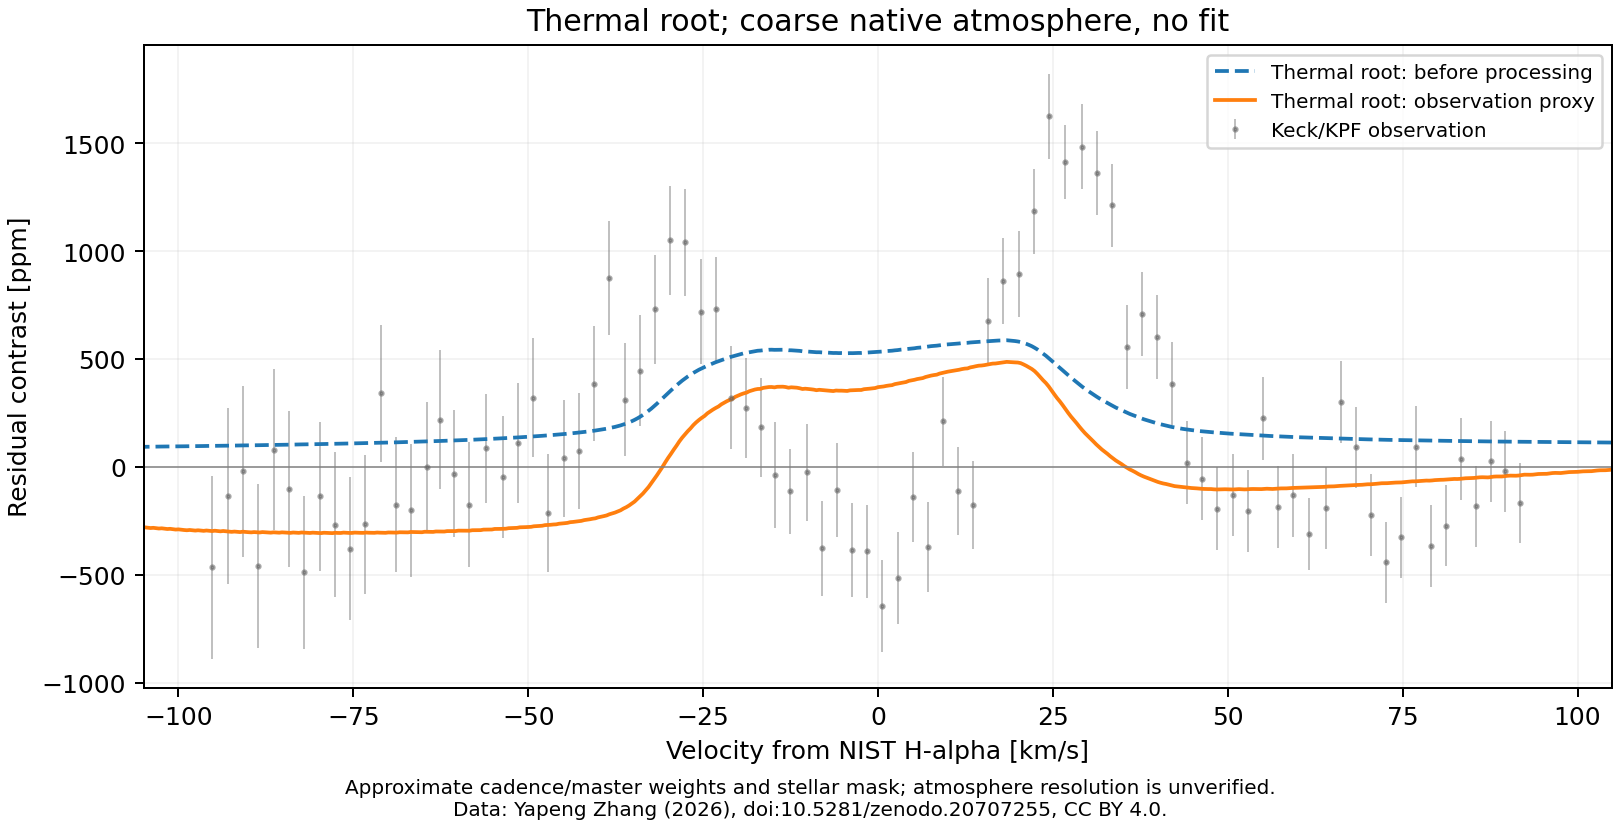 Thermal root; coarse native atmosphere, no fit
Thermal root: before processing
Thermal root: observation proxy
Keck/KPF observation
Residual contrast [ppm]
1500
1000
500
0
−500
−1000
−100
−75
−50
−25
0
25
50
75
100
Velocity from NIST H-alpha [km/s]
Approximate cadence/master weights and stellar mask; atmosphere resolution is unverified.
Data: Yapeng Zhang (2026), doi:10.5281/zenodo.20707255, CC BY 4.0.